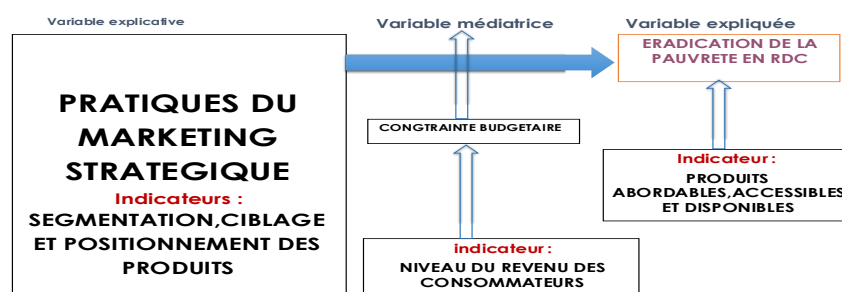 Variable explicative
Variable médiatrice
Variable expliquée
ERADICATION DE LA
PAUVRETE EN RDC
PRATIQUES DU
MARKETING
STRATEGIQUE
Indicateurs :
SEGMENTATION,CIBLAGE
ET POSITIONNEMENT DES
PRODUITS
CONGTRAINTE BUDGETAIRE
Indicateur :
PRODUITS
ABORDABLES,ACCESSIBLES
ET DISPONIBLES
indicateur :
NIVEAU DU REVENU DES
CONSOMMATEURS